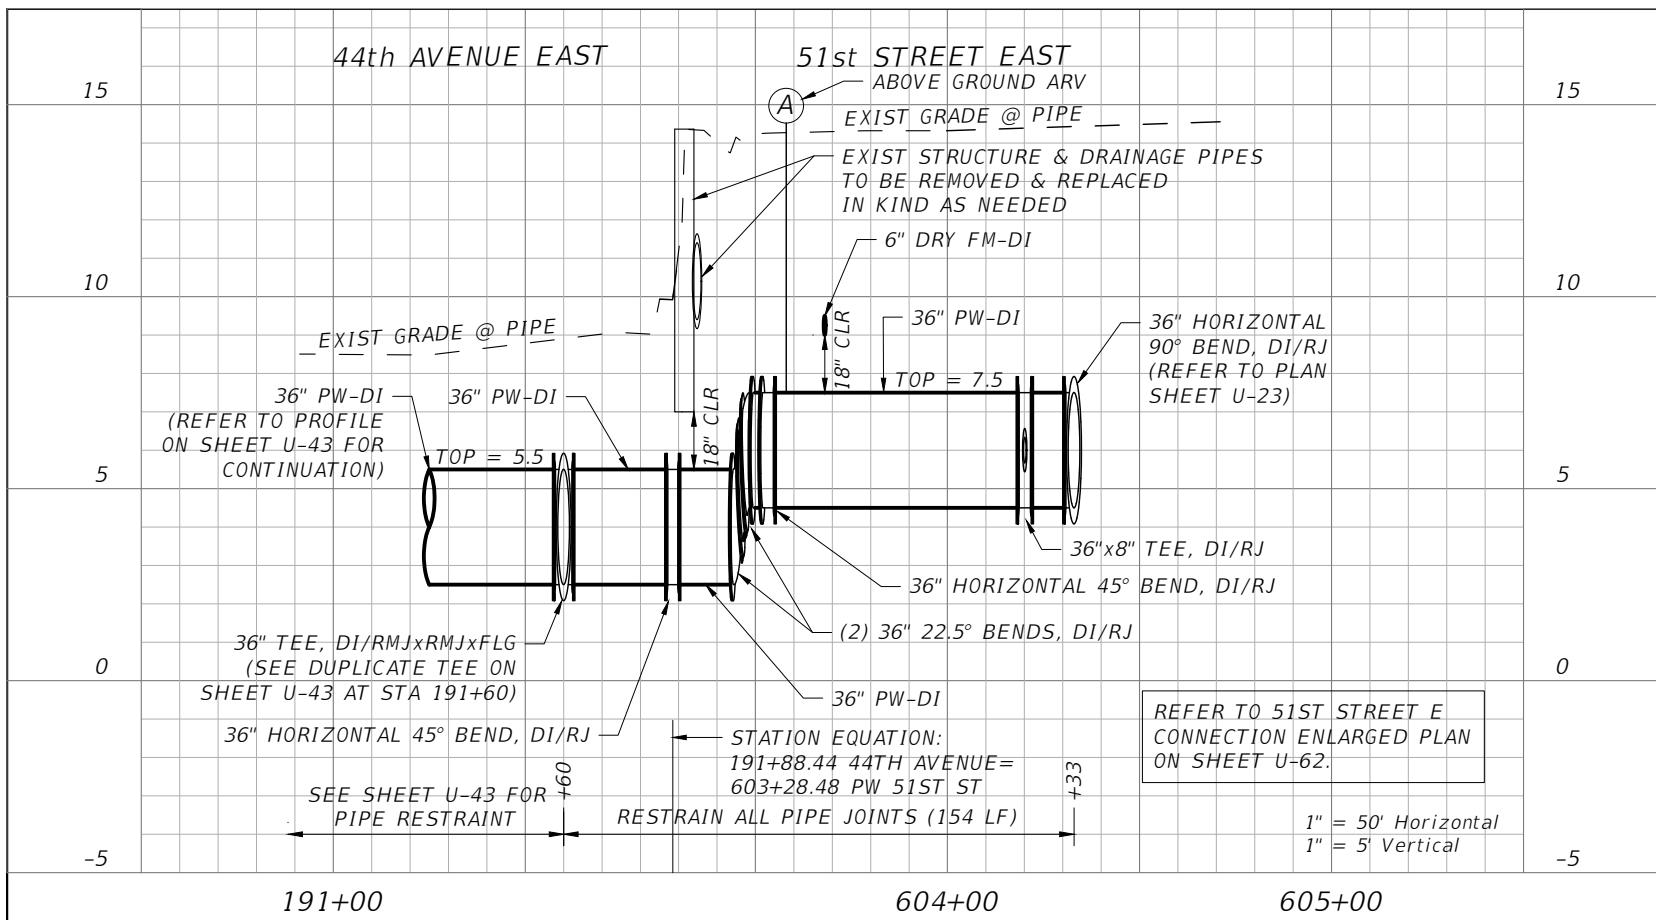 44th AVENUE EAST
51st STREET EAST
ABOVE GROUND ARV
A
15
15
EXIST GRADE @ PIPE
EXIST STRUCTURE & DRAINAGE PIPES
TO BE REMOVED & REPLACED
IN KIND AS NEEDED
6" DRY FM-DI
10
10
36" PW-DI
18" CLR
36" HORIZONTAL
90° BEND, DI/RJ
(REFER TO PLAN
SHEET U-23)
EXIST GRADE @ PIPE
TOP = 7.5
36" PW-DI
(REFER TO PROFILE
ON SHEET U-43 FOR
CONTINUATION)
36" PW-DI
18" CLR
TOP = 5.5
5
5
36"x8" TEE, DI/RJ
36" HORIZONTAL 45° BEND, DI/RJ
(2) 36" 22.5° BENDS, DI/RJ
36" TEE, DI/RMJxRMJxFLG
(SEE DUPLICATE TEE ON
SHEET U-43 AT STA 191+60)
0
0
36" PW-DI
36" HORIZONTAL 45° BEND, DI/RJ
STATION EQUATION:
191+88.44 44TH AVENUE=
603+28.48 PW 51ST ST
REFER TO 51ST STREET E
CONNECTION ENLARGED PLAN
ON SHEET U-62.
+60
+33
SEE SHEET U-43 FOR
PIPE RESTRAINT
RESTRAIN ALL PIPE JOINTS (154 LF)
1" = 50' Horizontal
1" = 5' Vertical
-5
-5
191+00
604+00
605+00